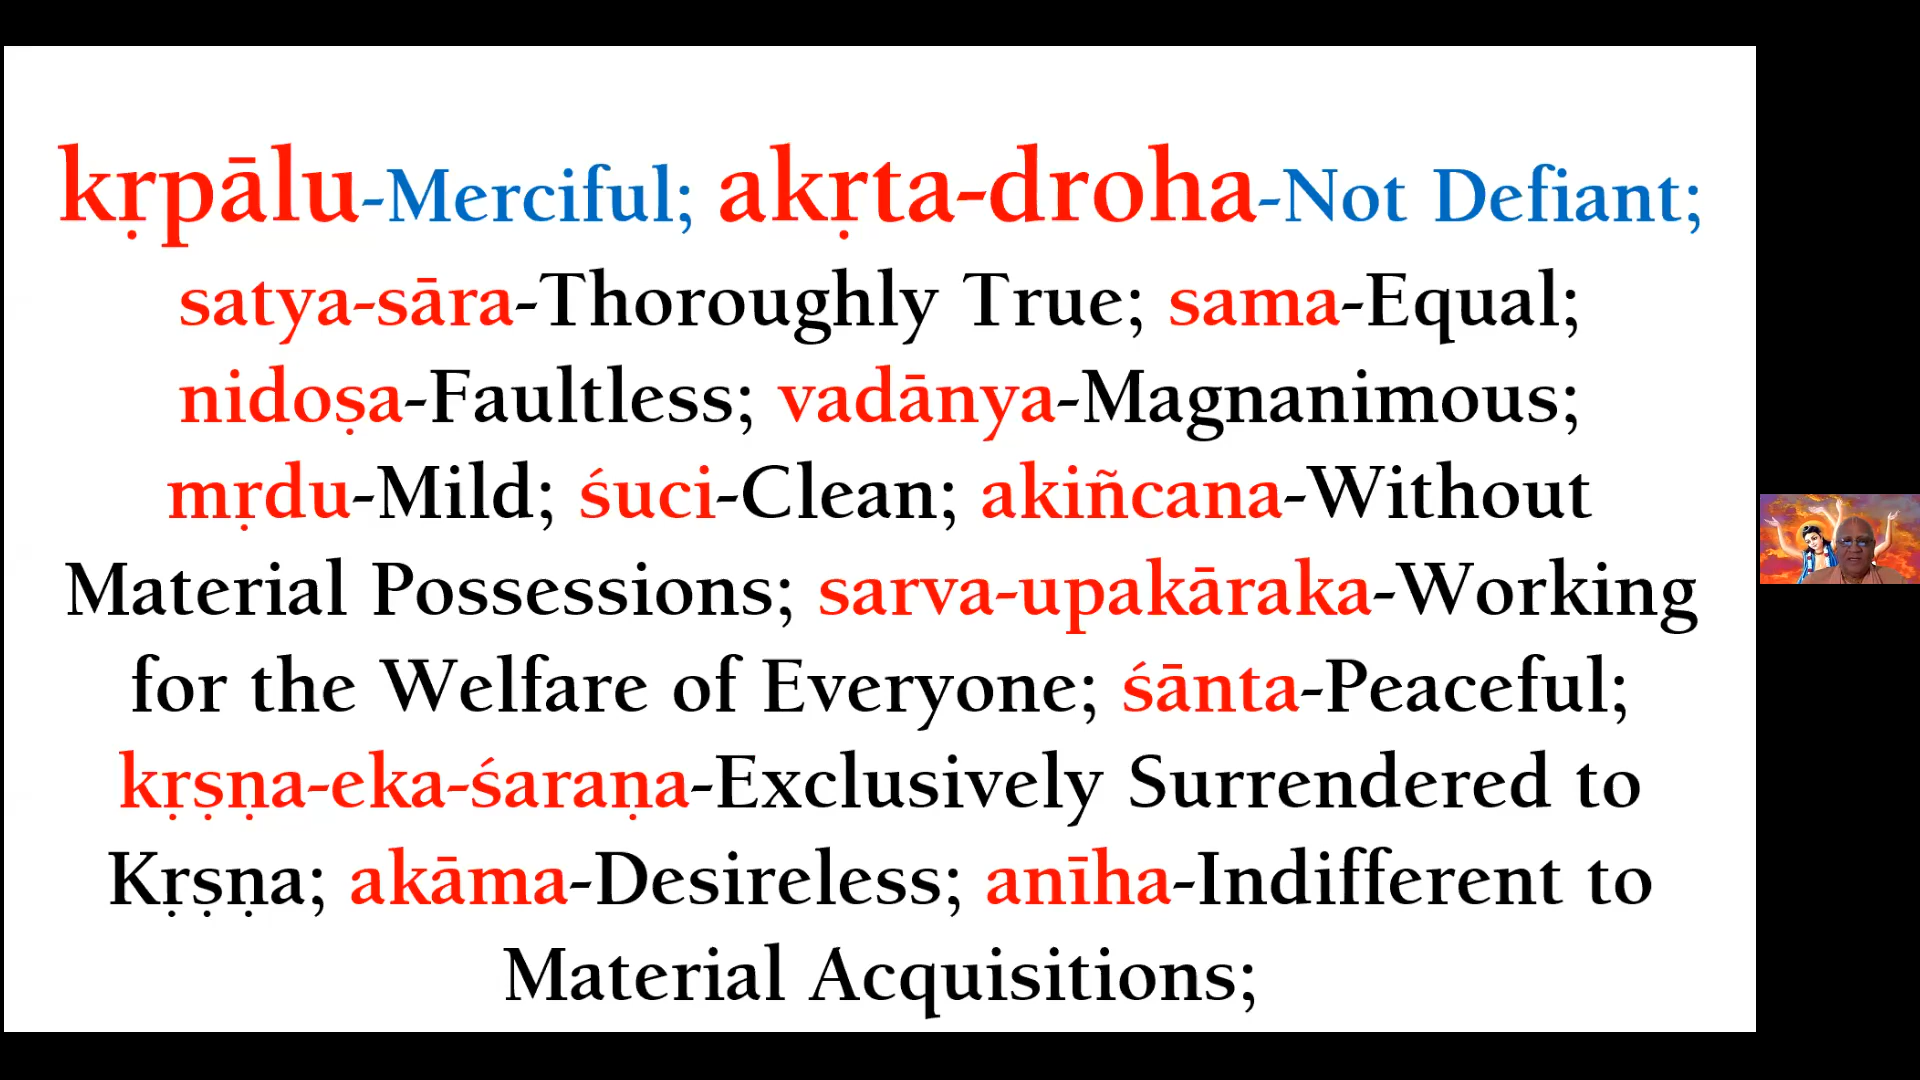 kṛpālu-Merciful; akṛta-droha-Not Defiant;
satya-sāra-Thoroughly True; sama-Equal;
nidoṣa-Faultless; vadānya-Magnanimous;
mṛdu-Mild; śuci-Clean; akiñcana-Without
Material Possessions; sarva-upakāraka-Working
for the Welfare of Everyone; śānta-Peaceful;
kṛṣṇa-eka-śaraṇa-Exclusively Surrendered to
Kṛṣṇa; akāma-Desireless; anīha-Indifferent to
Material Acquisitions;